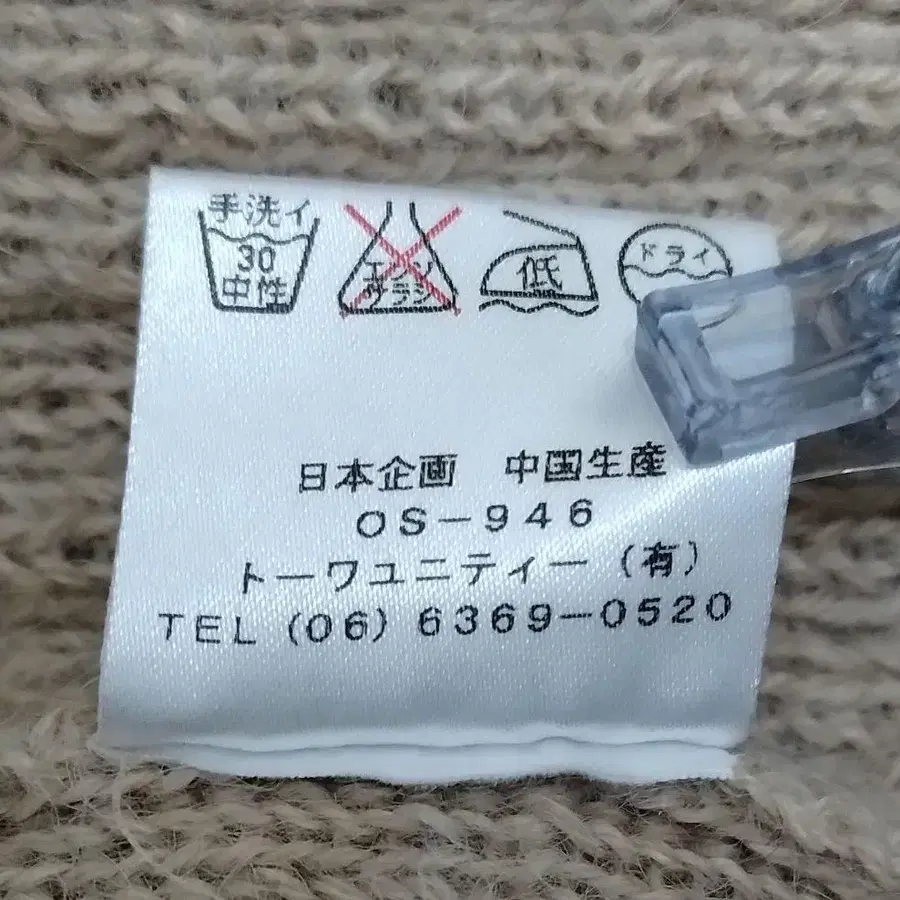 手洗イ
30
中性
エンソ
サラシ
低
ドライ
日本企画　中国生産
OS-946
トーワユニティー（有）
TEL (06) 6369-0520